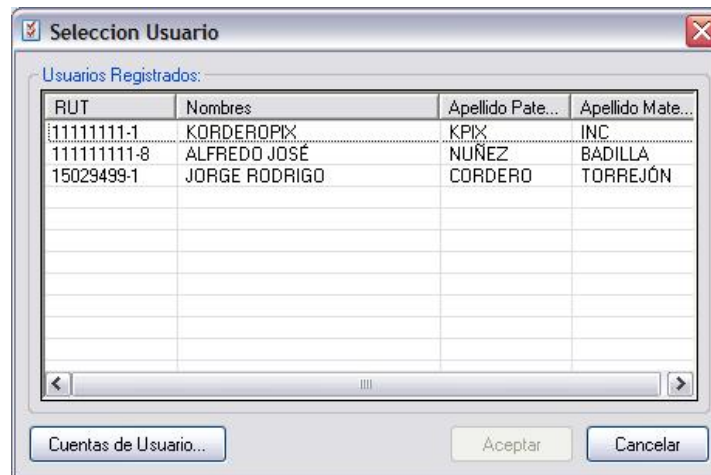 Seleccion Usuario
Usuarios Registrados:
RUT Nombres Apellido Pate... Apellido Mate...
11111111-1 KORDEROPIX KPIX INC
111111111-8 ALFREDO JOSÉ NUÑEZ BADILLA
15029499-1 JORGE RODRIGO CORDERO TORREJÓN
Cuentas de Usuario... Aceptar Cancelar